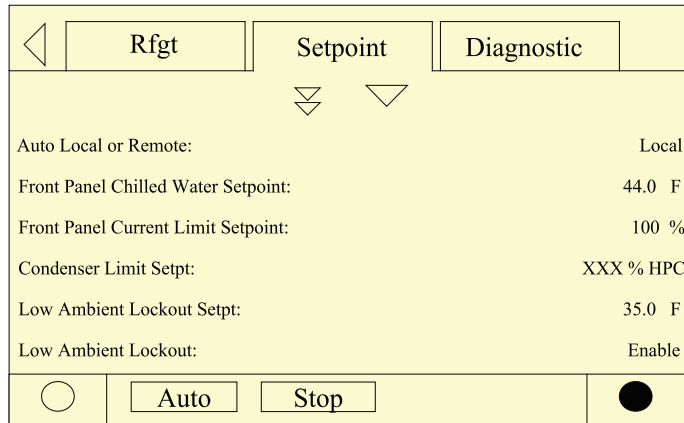 Rfgt Setpoint Diagnostic
Auto Local or Remote: Local
Front Panel Chilled Water Setpoint: 44.0 F
Front Panel Current Limit Setpoint: 100 %
Condenser Limit Setpt: XXX % HPC
Low Ambient Lockout Setpt: 35.0 F
Low Ambient Lockout: Enable
Auto Stop